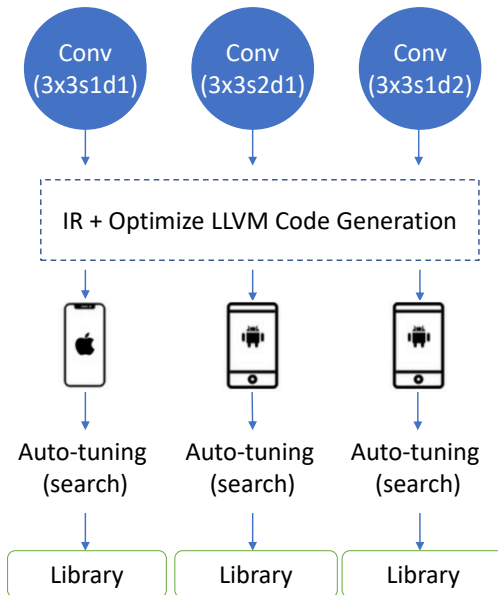 Conv Conv Conv
(3x3s1d1) (3x3s2d1) (3x3s1d2)
IR + Optimize LLVM Code Generation
Auto-tuning Auto-tuning Auto-tuning
(search) (search) (search)
Library Library Library